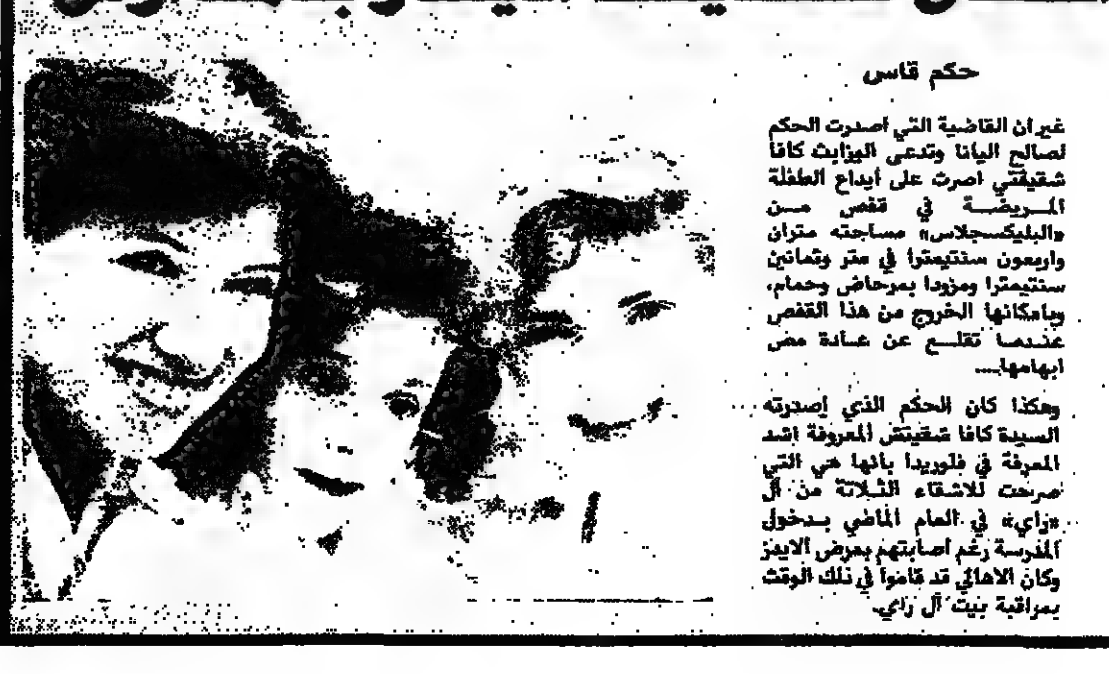 حكم قاس
غير ان القاضية التي اصدرت الحكم
لصالح اليانا وتدعى اليزابث كافا
شقيقتي اصرت على ايداع الطفلة
المريضة في قفص من
«البليكسجلاس» مساحته متران
واربعون سنتيمترا في متر وثمانين
سنتيمترا ومزودا بمرحاض وحمام،
وبامكانها الخروج من هذا القفص
عندما تقلع عن عادة مص
ابهامها...
وهكذا كان الحكم الذي اصدرته
السيدة كافا شقيتش المعروفة اشد
المعرفة في فلوريدا بانها هي التي
صرحت للاشقاء الثلاثة من آل
«راي» في العام الماضي بدخول
المدرسة رغم اصابتهم بمرض الايدز
وكان الاهالي قد قاموا في ذلك الوقت
بمراقبة بيت آل راي.